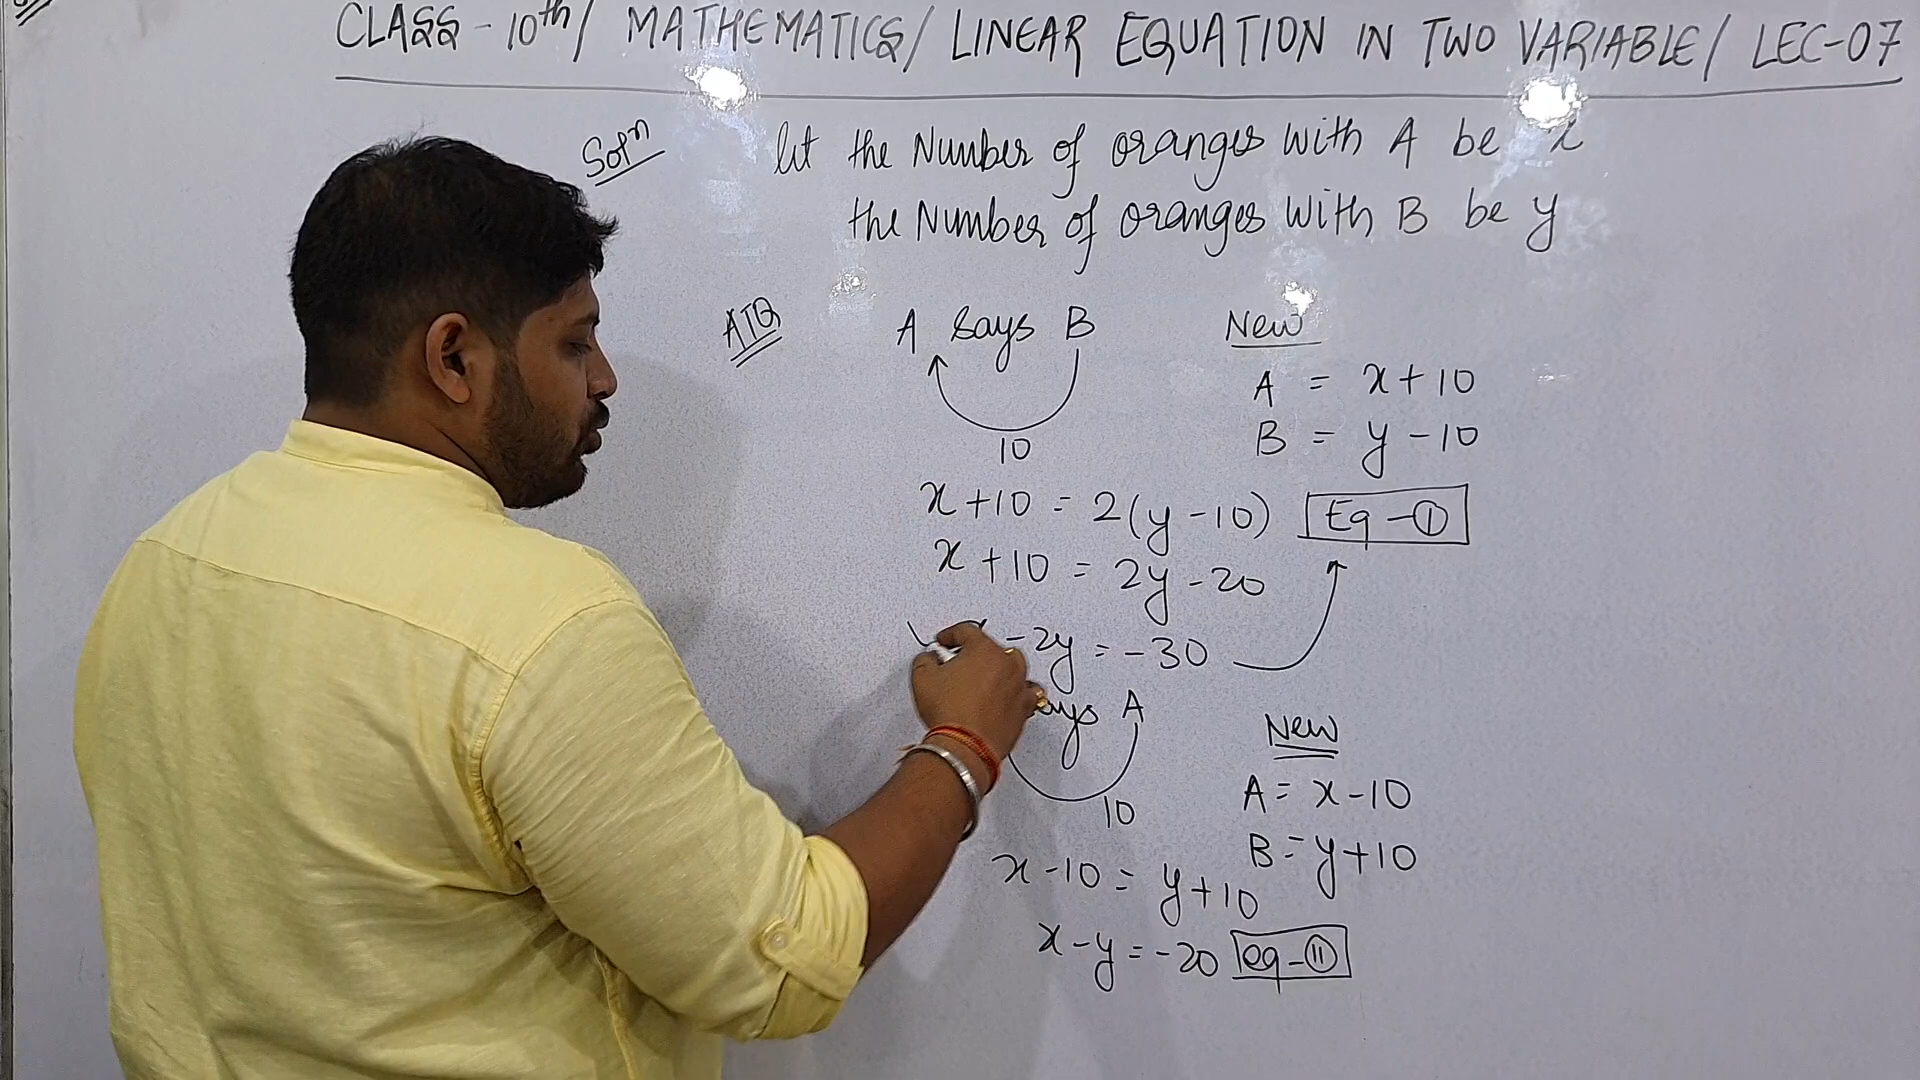 CLASS - 10th / MATHEMATICS / LINEAR EQUATION IN TWO VARIABLE / LEC-07
Solⁿ
let the Number of oranges with A be x
the Number of oranges with B be y
ATQ
A says B
10
New
A = x + 10
B = y - 10
x + 10 = 2(y - 10) Eq - ①
x + 10 = 2y - 20
- 2y = - 30
says A
10
New
A = x - 10
B = y + 10
x - 10 = y + 10
x - y = - 20 eq - ⑪